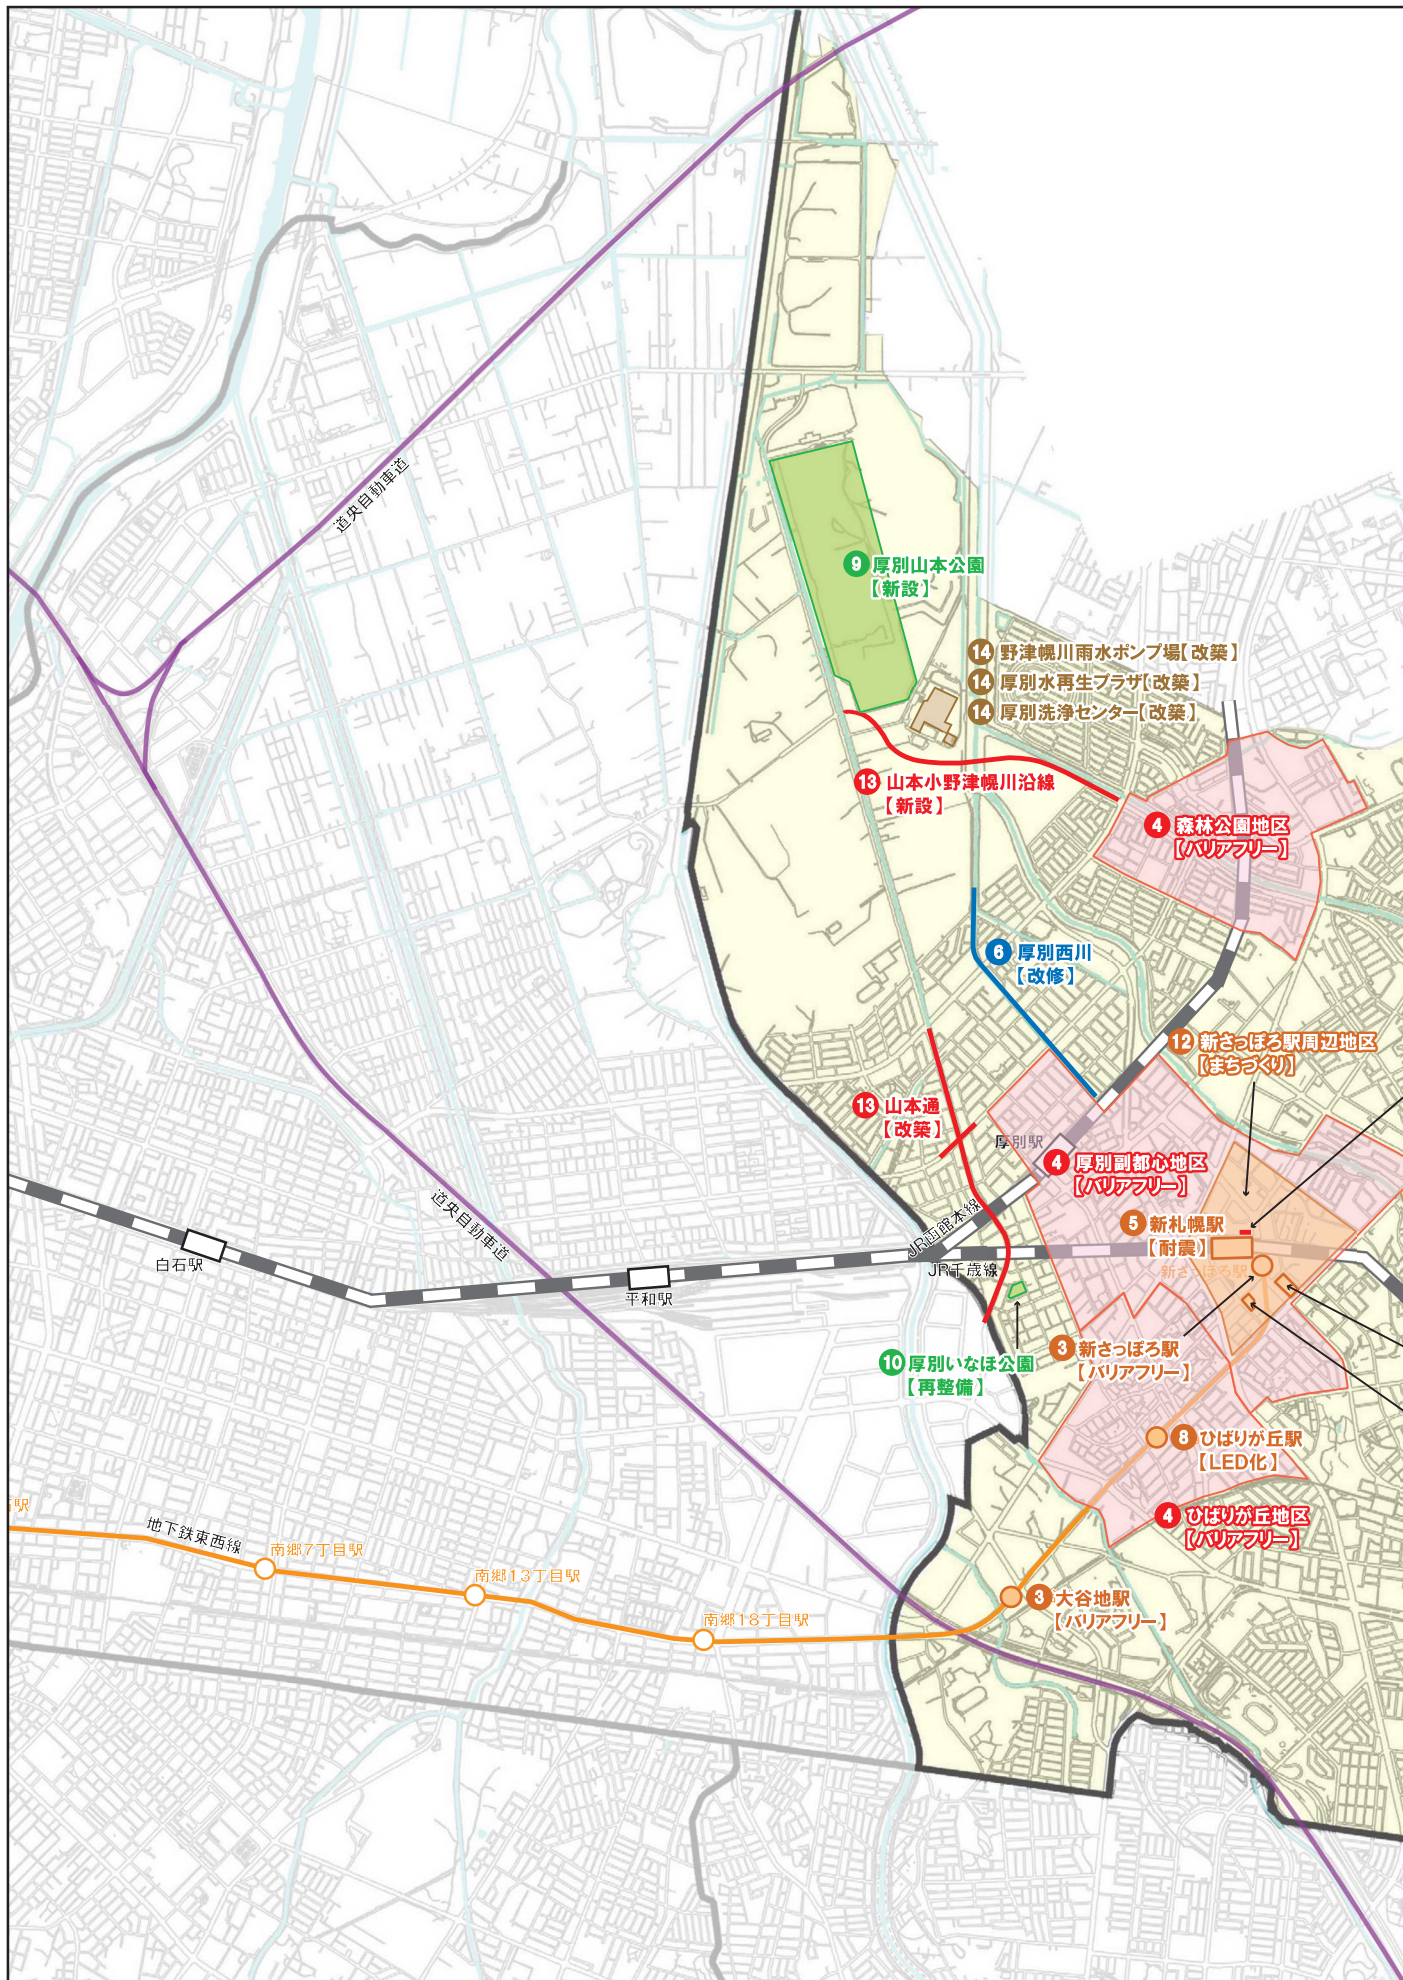 道央自動車道
9 厚別山本公園
【新設】
14 野津幌川雨水ポンプ場【改築】
14 厚別水再生プラザ【改築】
14 厚別洗浄センター【改築】
13 山本小野津幌川沿線
【新設】
4 森林公園地区
【バリアフリー】
6 厚別西川
【改修】
12 新さっぽろ駅周辺地区
【まちづくり】
13 山本通
【改築】
厚別駅
4 厚別副都心地区
【バリアフリー】
道央自動車道
JR函館本線
5 新札幌駅
【耐震】
白石駅
平和駅
JR千歳線
新さっぽろ駅
3 新さっぽろ駅
【バリアフリー】
10 厚別いなほ公園
【再整備】
8 ひばりが丘駅
【LED化】
4 ひばりが丘地区
【バリアフリー】
駅
地下鉄東西線
南郷7丁目駅
南郷13丁目駅
南郷18丁目駅
3 大谷地駅
【バリアフリー】